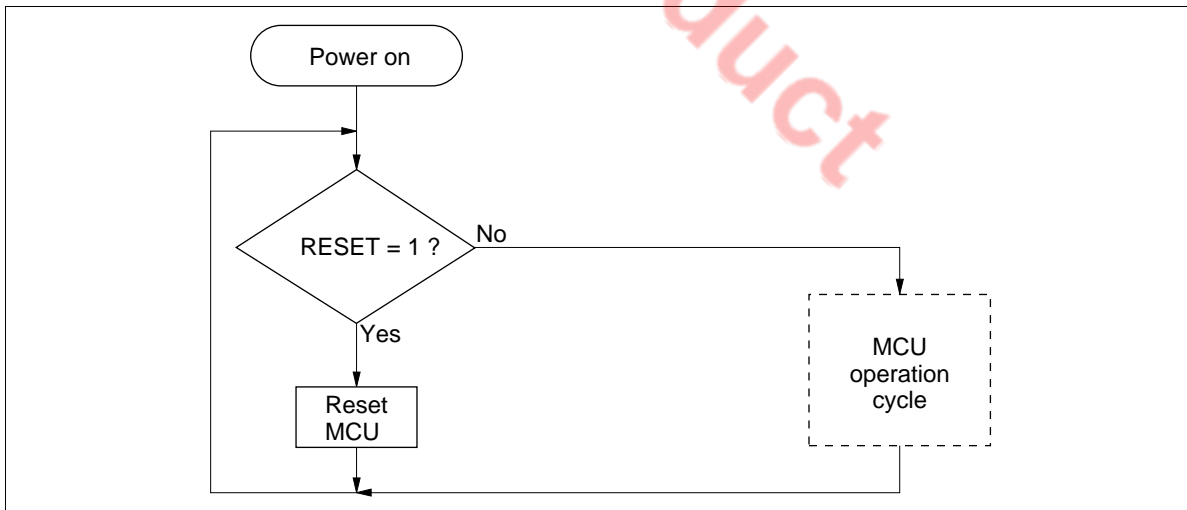 Power on
RESET = 1 ?
No
Yes
Reset
MCU
MCU
operation
cycle
duct